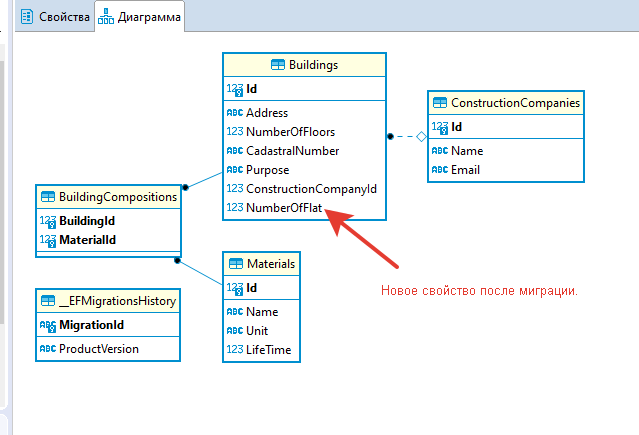 Свойства
Диаграмма
Buildings
123 Id
ABC Address
123 NumberOfFloors
ABC CadastralNumber
ABC Purpose
123 ConstructionCompanyId
123 NumberOfFlat
ConstructionCompanies
123 Id
ABC Name
ABC Email
BuildingCompositions
123 BuildingId
123 MaterialId
Materials
123 Id
ABC Name
ABC Unit
123 LifeTime
Новое свойство после миграции.
__EFMigrationsHistory
ABC MigrationId
ABC ProductVersion